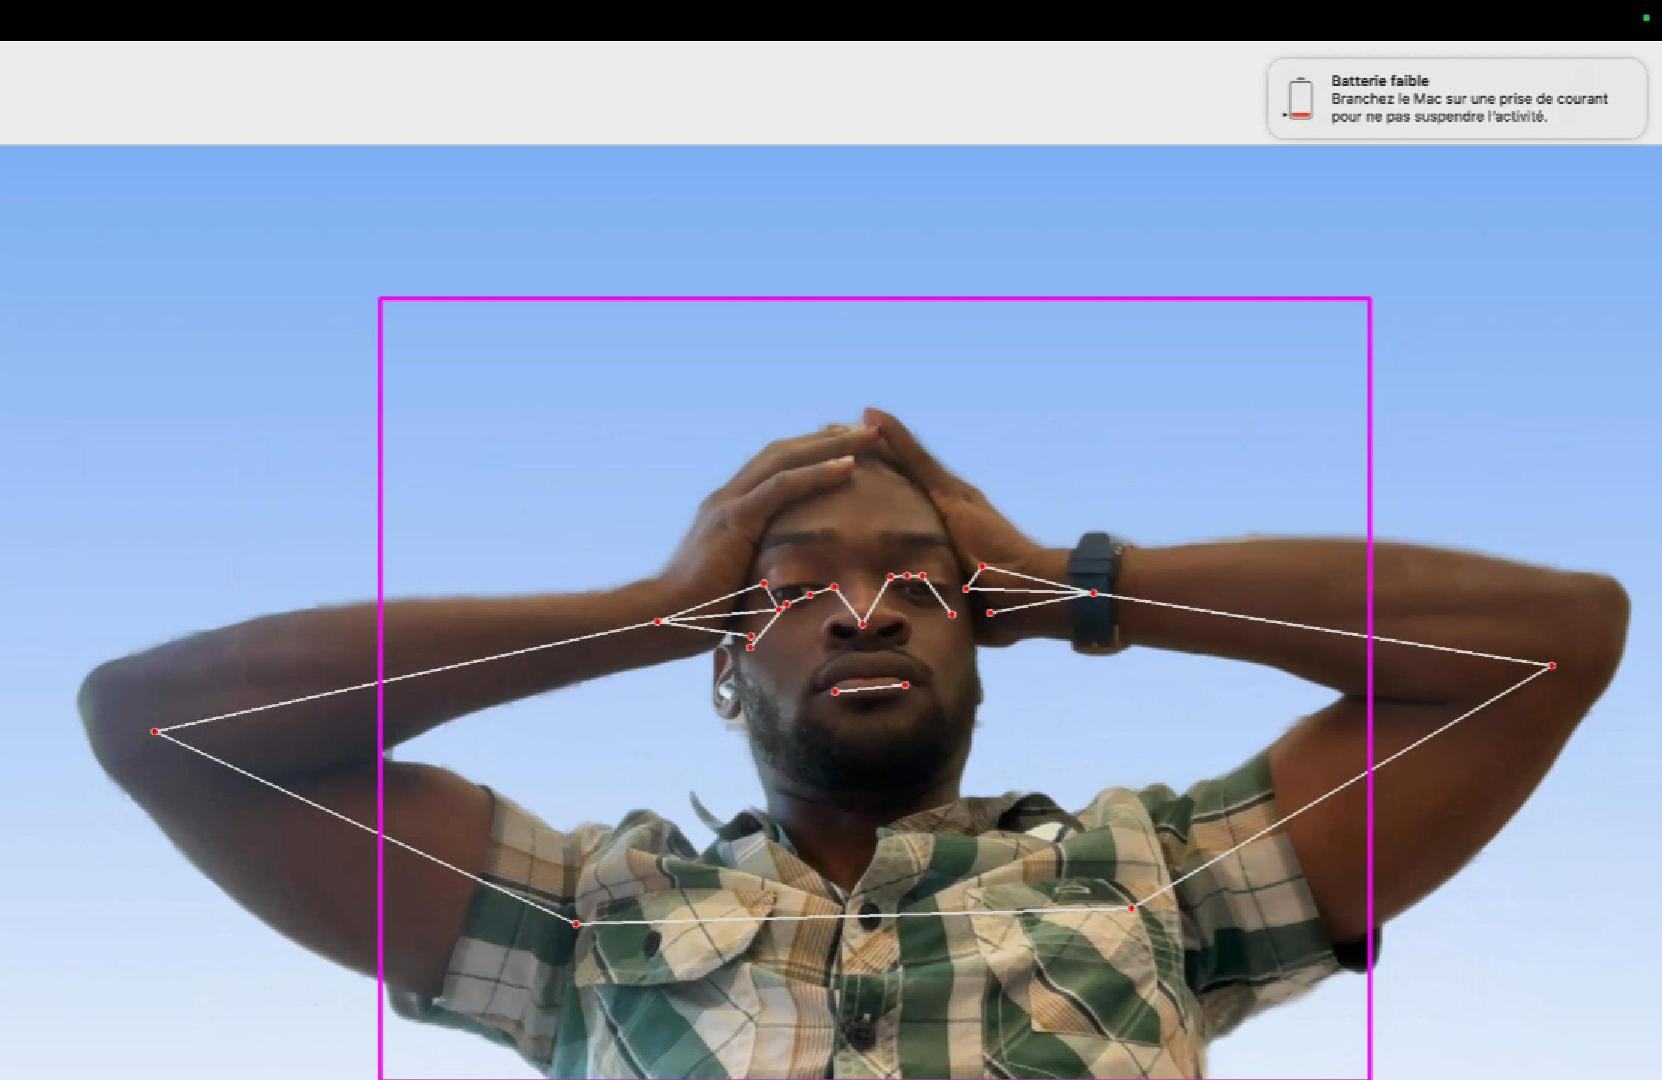 Batterie faible
Branchez le Mac sur une prise de courant
pour ne pas suspendre l'activité.